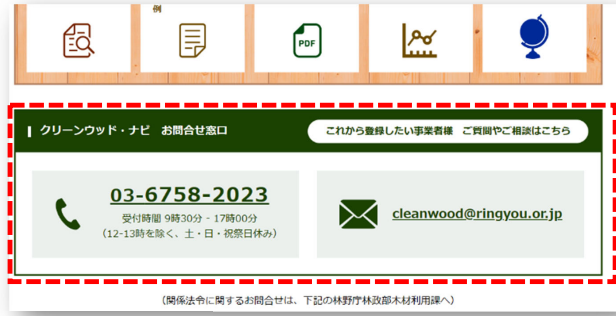 例
PDF
クリーンウッド・ナビ お問合せ窓口
これから登録したい事業者様 ご質問やご相談はこちら
03-6758-2023
受付時間 9時30分 - 17時00分
（12-13時を除く、土・日・祝祭日休み）
cleanwood@ringyou.or.jp
（関係法令に関するお問合せは、下記の林野庁林政部木材利用課へ）